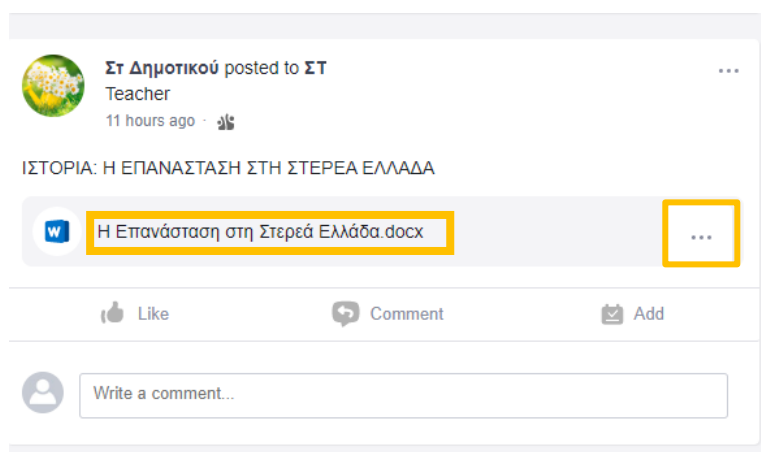 Στ Δημοτικού posted to ΣΤ
Teacher
11 hours ago ·
ΙΣΤΟΡΙΑ: Η ΕΠΑΝΑΣΤΑΣΗ ΣΤΗ ΣΤΕΡΕΑ ΕΛΛΑΔΑ
Η Επανάσταση στη Στερεά Ελλάδα.docx
Like Comment Add
Write a comment...